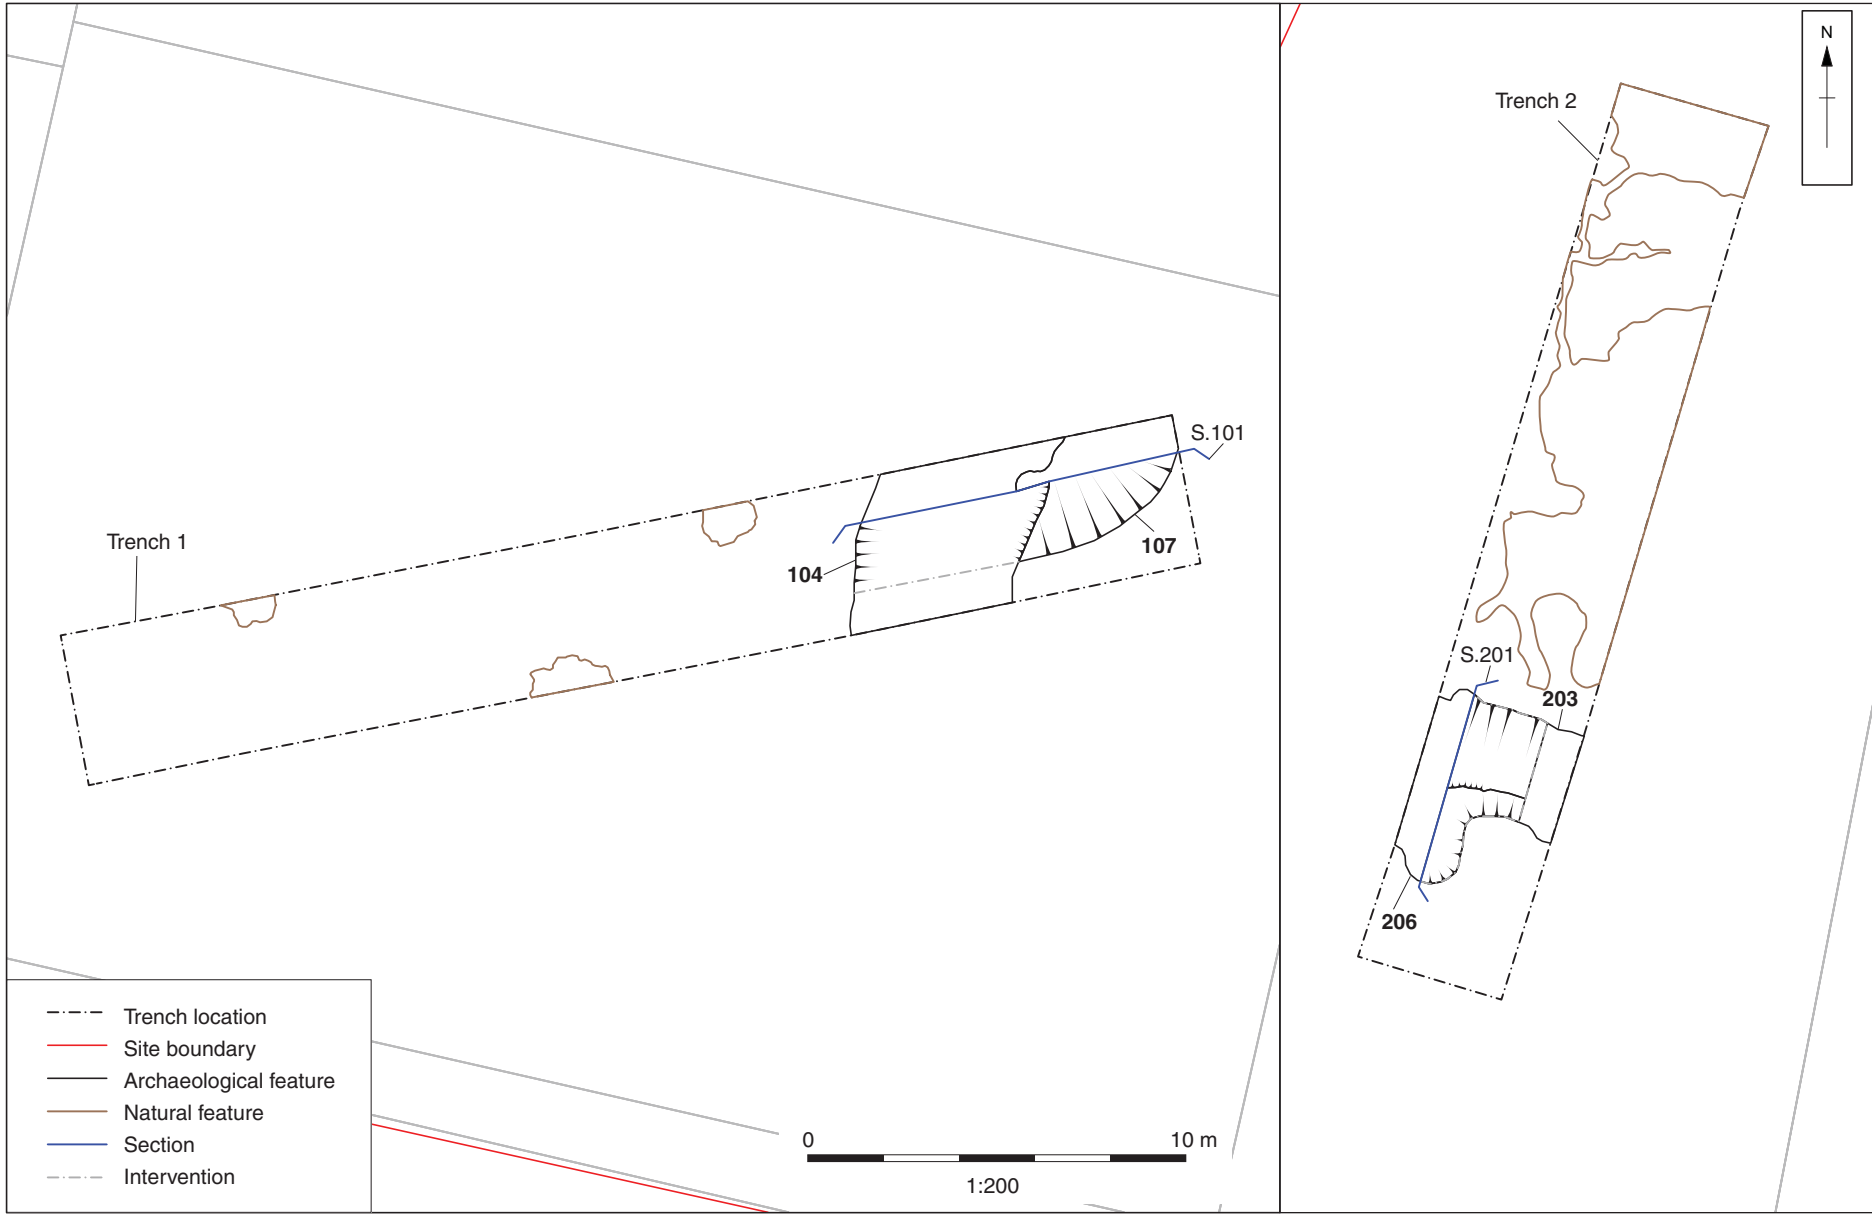 N
Trench 2
S.101
Trench 1
107
104
S.201
203
206
Trench location
Site boundary
Archaeological feature
Natural feature
Section
Intervention
0 10 m
1:200